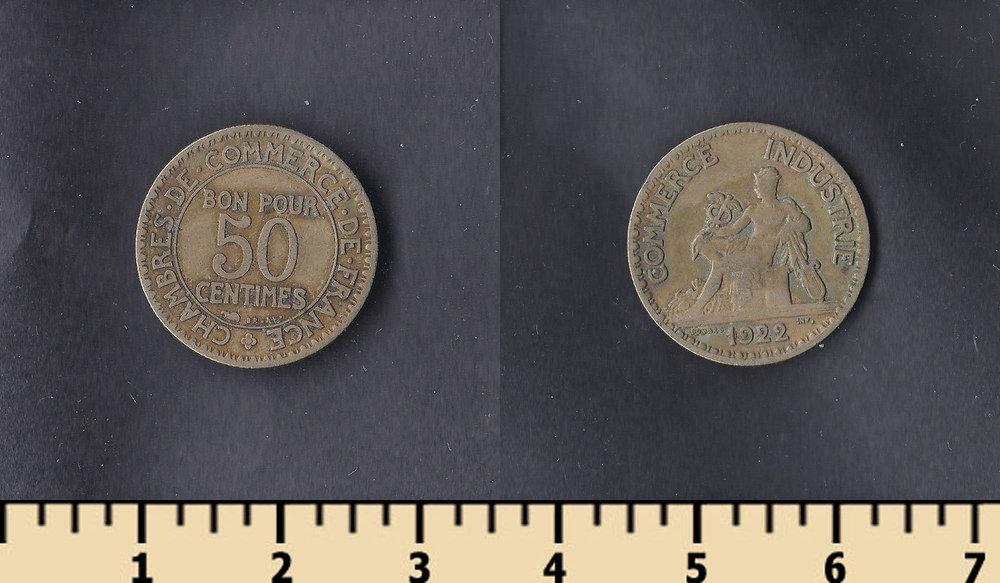 CHAMBRES · DE · COMMERCE · DE · FRANCE
BON POUR
50
CENTIMES
COMMERCE INDUSTRIE
1922
1 2 3 4 5 6 7